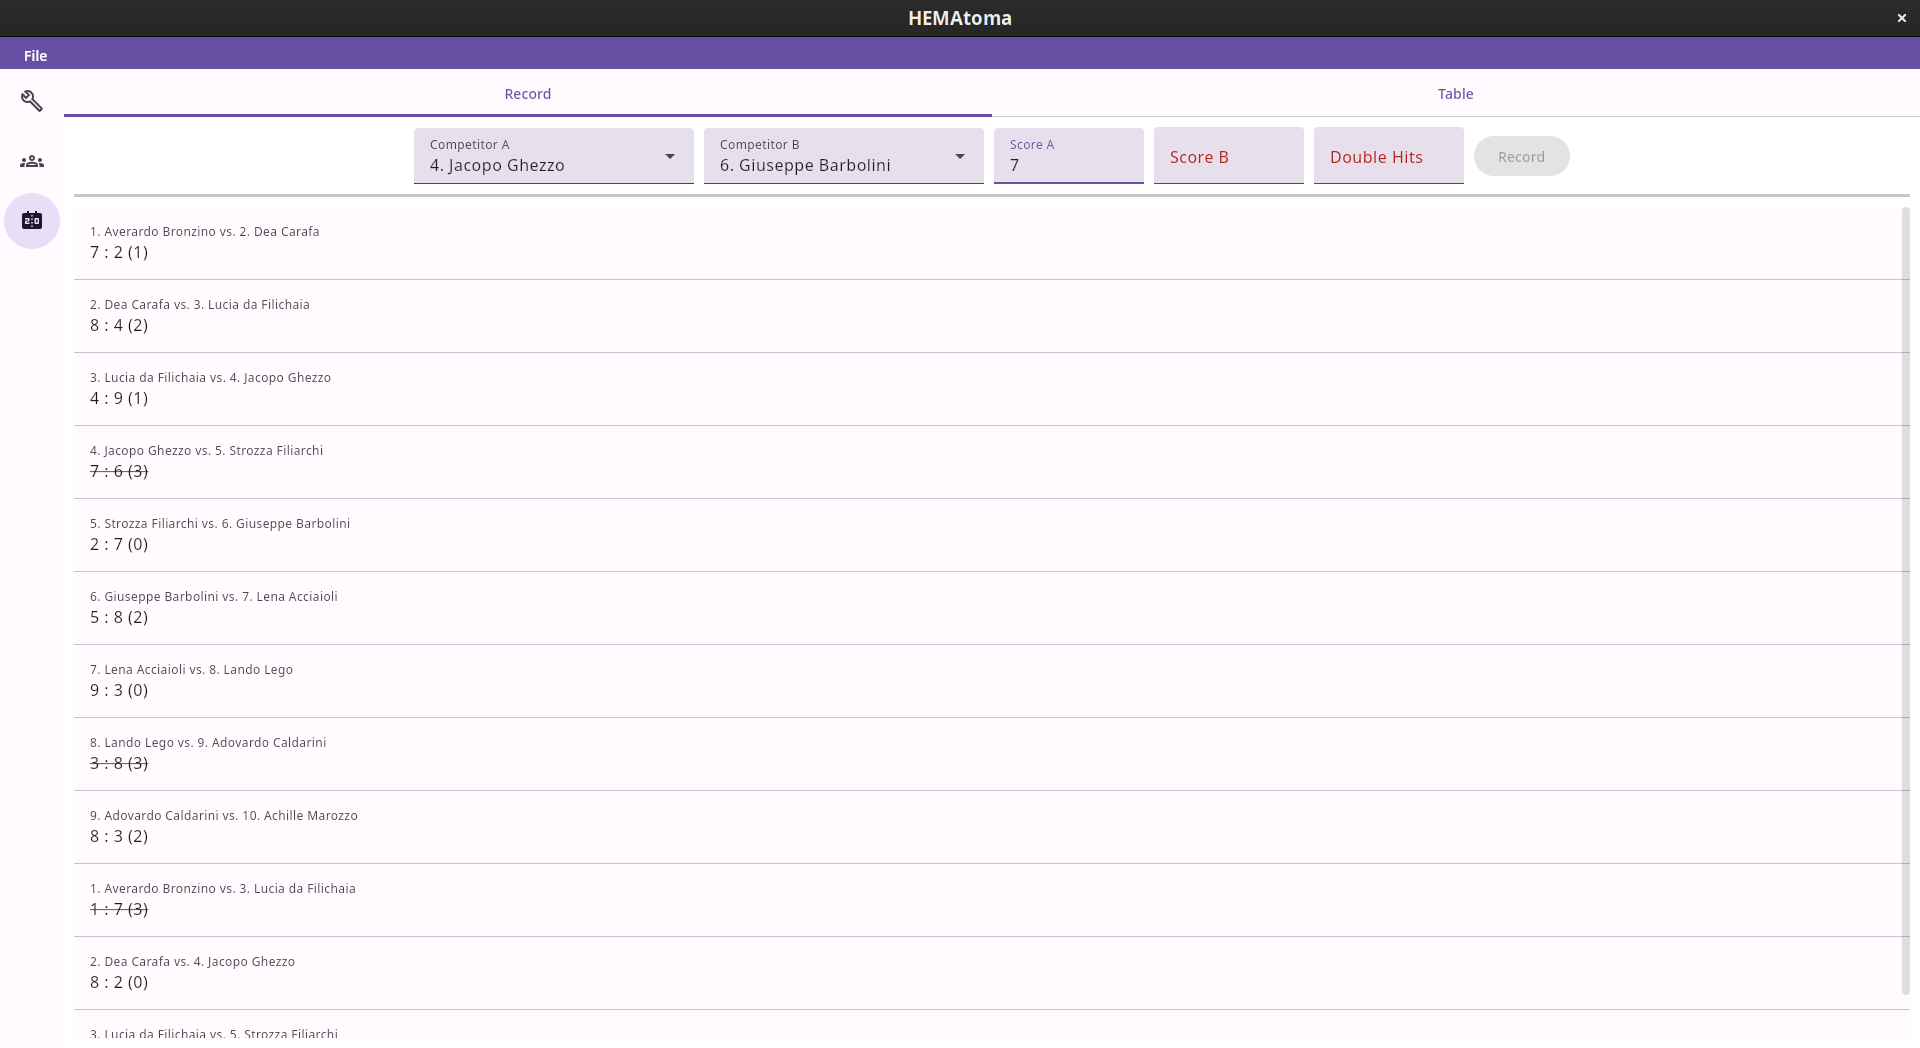 HEMAtoma
File
Record
Table
Competitor A
4. Jacopo Ghezzo
Competitor B
6. Giuseppe Barbolini
Score A
7
Score B
Double Hits
Record
1. Averardo Bronzino vs. 2. Dea Carafa
7 : 2 (1)
2. Dea Carafa vs. 3. Lucia da Filichaia
8 : 4 (2)
3. Lucia da Filichaia vs. 4. Jacopo Ghezzo
4 : 9 (1)
4. Jacopo Ghezzo vs. 5. Strozza Filiarchi
7 : 6 (3)
5. Strozza Filiarchi vs. 6. Giuseppe Barbolini
2 : 7 (0)
6. Giuseppe Barbolini vs. 7. Lena Acciaioli
5 : 8 (2)
7. Lena Acciaioli vs. 8. Lando Lego
9 : 3 (0)
8. Lando Lego vs. 9. Adovardo Caldarini
3 : 8 (3)
9. Adovardo Caldarini vs. 10. Achille Marozzo
8 : 3 (2)
1. Averardo Bronzino vs. 3. Lucia da Filichaia
1 : 7 (3)
2. Dea Carafa vs. 4. Jacopo Ghezzo
8 : 2 (0)
3. Lucia da Filichaia vs. 5. Strozza Filiarchi